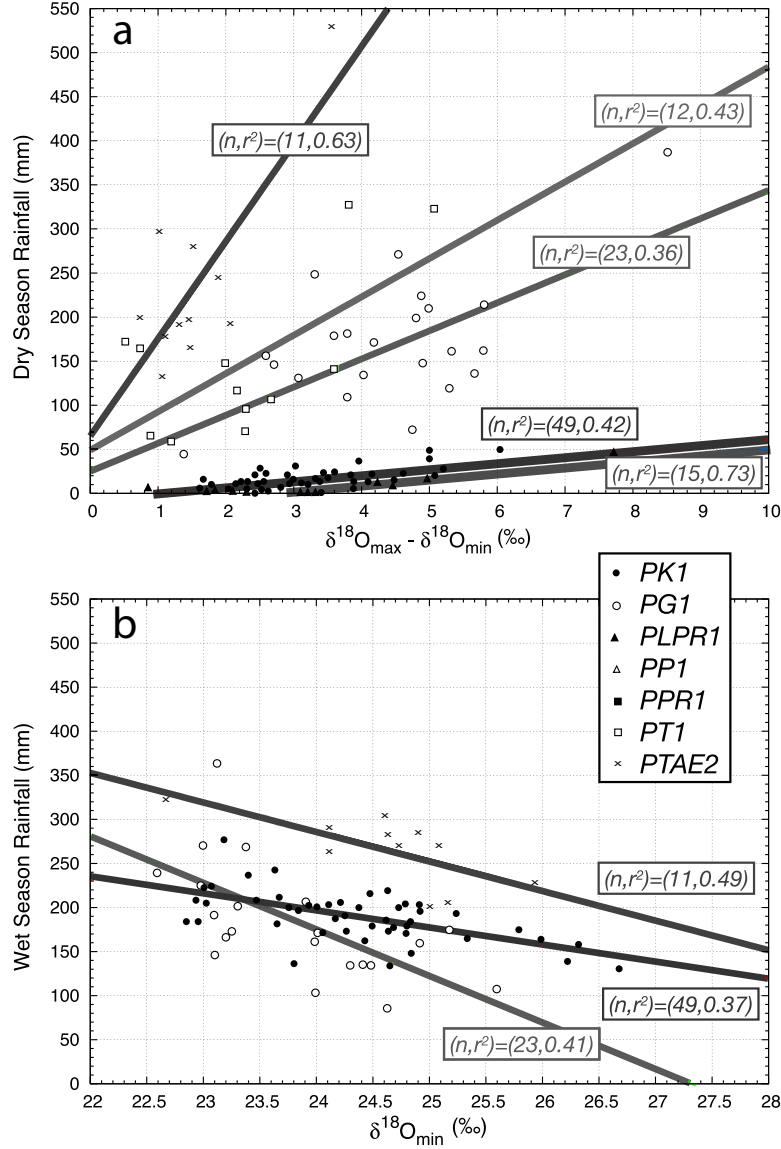 a
Dry Season Rainfall (mm)
550
500
450
400
350
300
250
200
150
100
50
0
(n,r²)=(11,0.63)
(n,r²)=(12,0.43)
(n,r²)=(23,0.36)
(n,r²)=(49,0.42)
(n,r²)=(15,0.73)
0 1 2 3 4 5 6 7 8 9 10
δ¹⁸Omax - δ¹⁸Omin (‰)
PK1
PG1
PLPR1
PP1
PPR1
PT1
PTAE2
b
Wet Season Rainfall (mm)
550
500
450
400
350
300
250
200
150
100
50
0
(n,r²)=(11,0.49)
(n,r²)=(49,0.37)
(n,r²)=(23,0.41)
22 22.5 23 23.5 24 24.5 25 25.5 26 26.5 27 27.5 28
δ¹⁸Omin (‰)